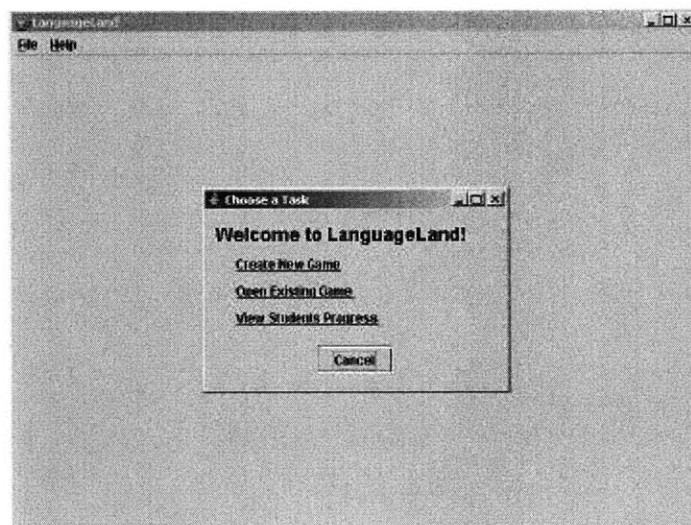 LanguageLand
File Help
Choose a Task
Welcome to LanguageLand!
Create New Game
Open Existing Game
View Students Progress
Cancel